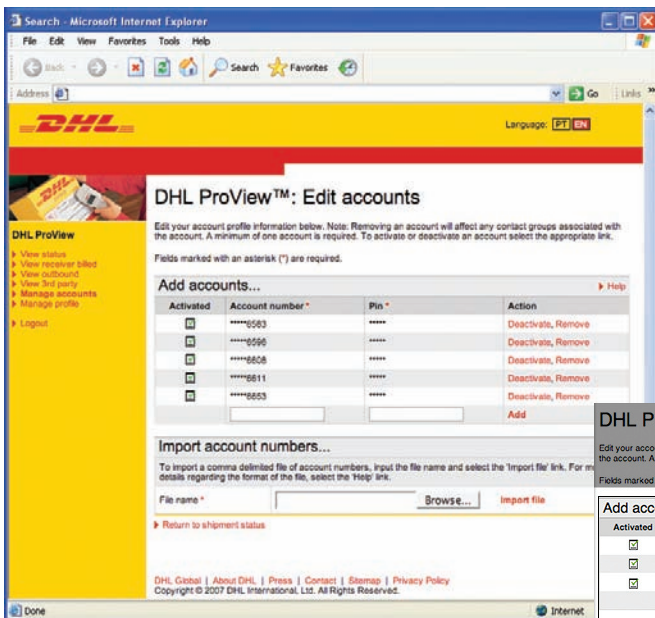 Search - Microsoft Internet Explorer
File Edit View Favorites Tools Help
Back Search Favorites
Address Go Links »
DHL
Language: PT EN
DHL ProView™: Edit accounts
Edit your account profile information below. Note: Removing an account will affect any contact groups associated with
the account. A minimum of one account is required. To activate or deactivate an account select the appropriate link.
Fields marked with an asterisk (*) are required.
DHL ProView
View status
View receiver billed
View outbound
View 3rd party
Manage accounts
Manage profile
Logout
Add accounts... Help
Activated Account number * Pin * Action
*****6583 ***** Deactivate, Remove
*****6596 ***** Deactivate, Remove
*****6608 ***** Deactivate, Remove
*****6611 ***** Deactivate, Remove
*****6653 ***** Deactivate, Remove
Add
Import account numbers...
To import a comma delimited file of account numbers, input the file name and select the 'Import file' link. For m
details regarding the format of the file, select the 'Help' link.
File name * Browse... Import file
Return to shipment status
DHL Global | About DHL | Press | Contact | Sitemap | Privacy Policy
Copyright © 2007 DHL International, Ltd. All Rights Reserved.
Done Internet
DHL P
Edit your acco
the account. A
Fields marked
Add acco
Activated